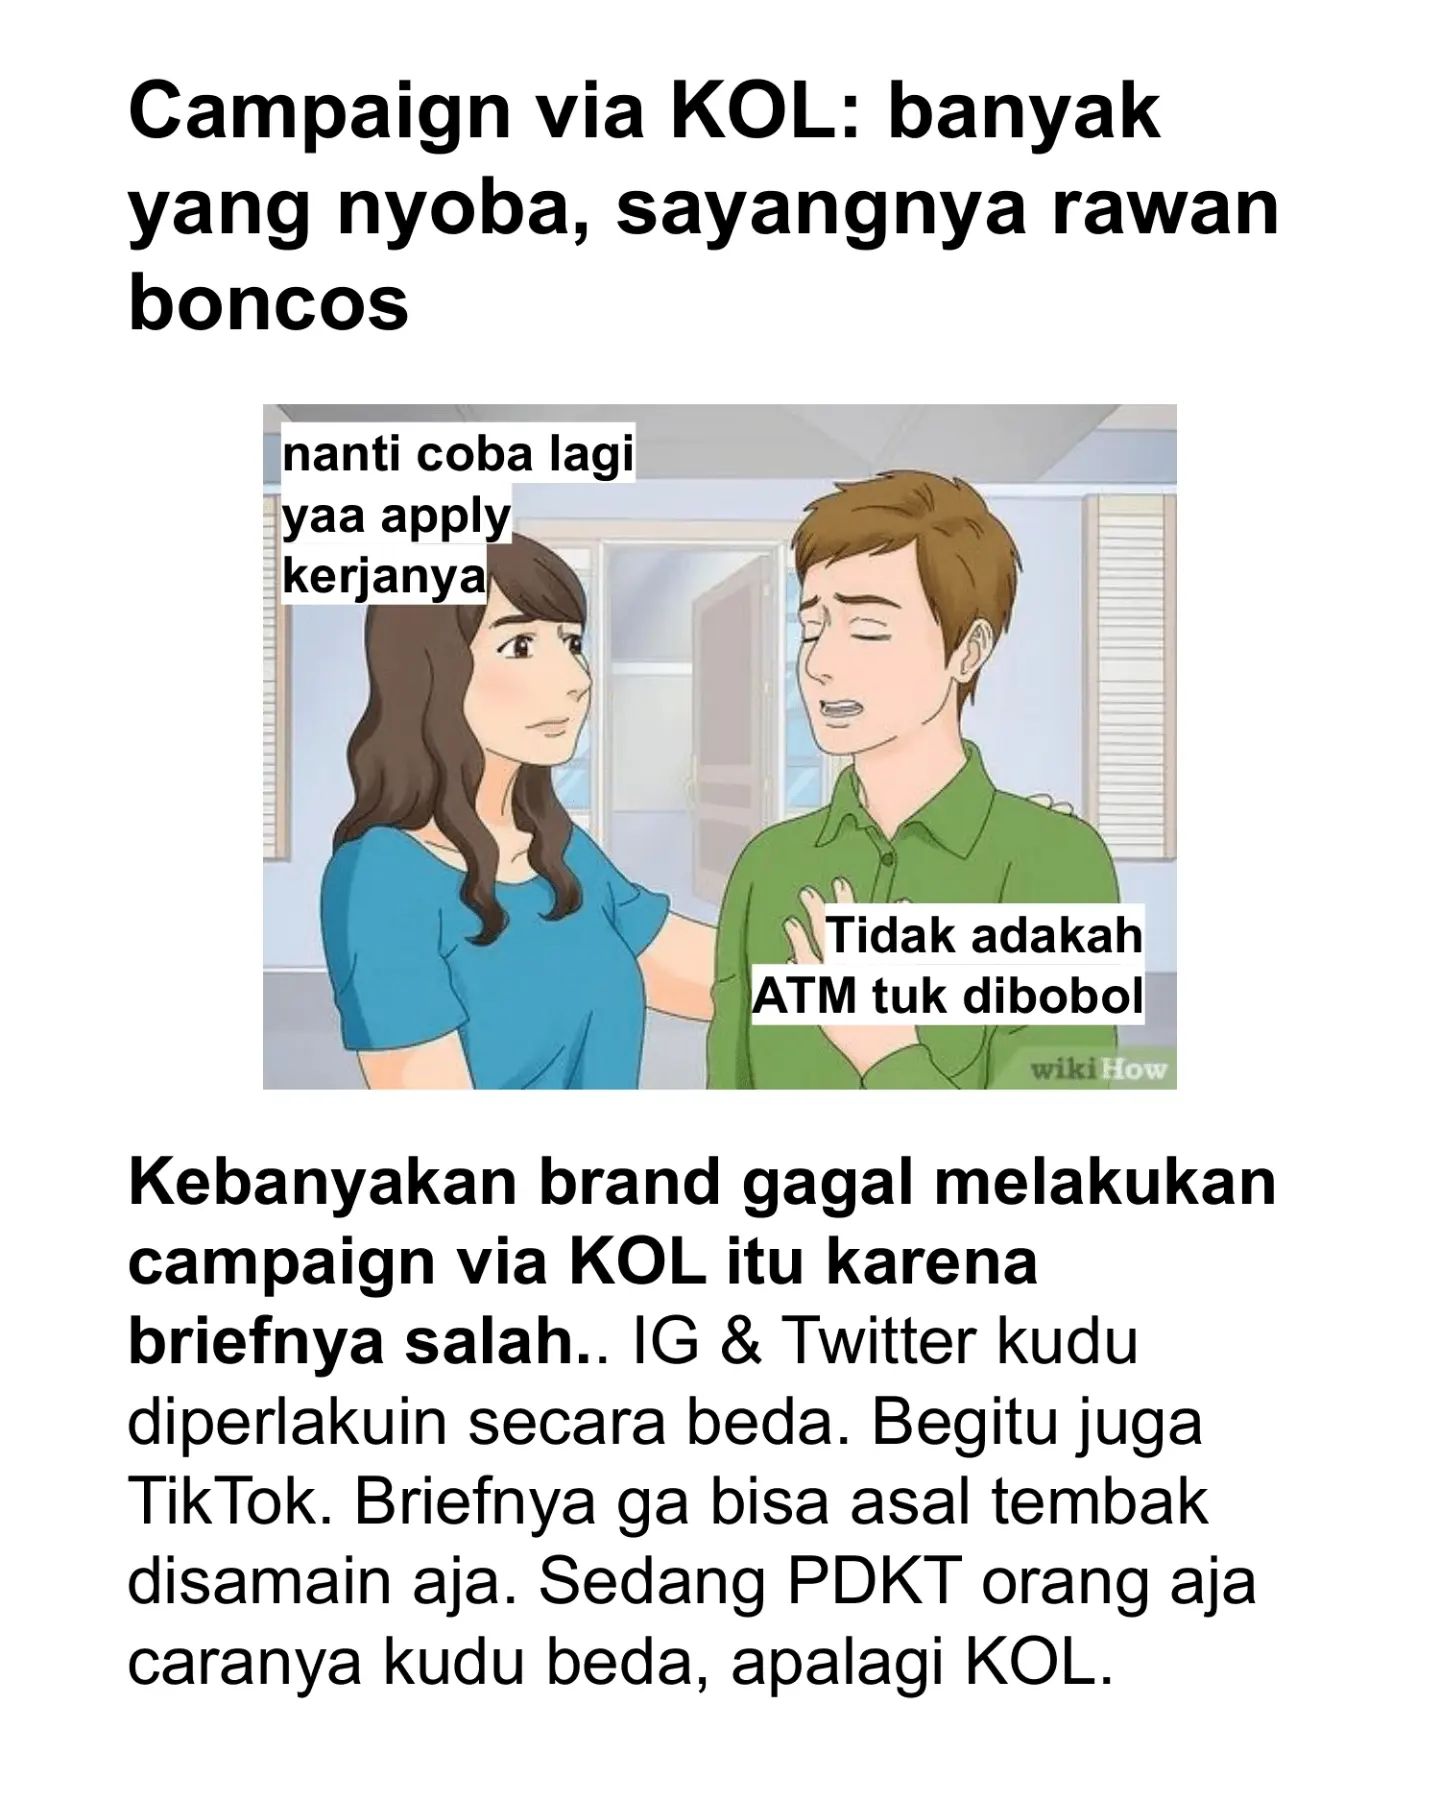 Campaign via KOL: banyak
yang nyoba, sayangnya rawan
boncos
nanti coba lagi
yaa apply
kerjanya
Tidak adakah
ATM tuk dibobol
wikiHow
Kebanyakan brand gagal melakukan
campaign via KOL itu karena
briefnya salah.. IG & Twitter kudu
diperlakuin secara beda. Begitu juga
TikTok. Briefnya ga bisa asal tembak
disamain aja. Sedang PDKT orang aja
caranya kudu beda, apalagi KOL.